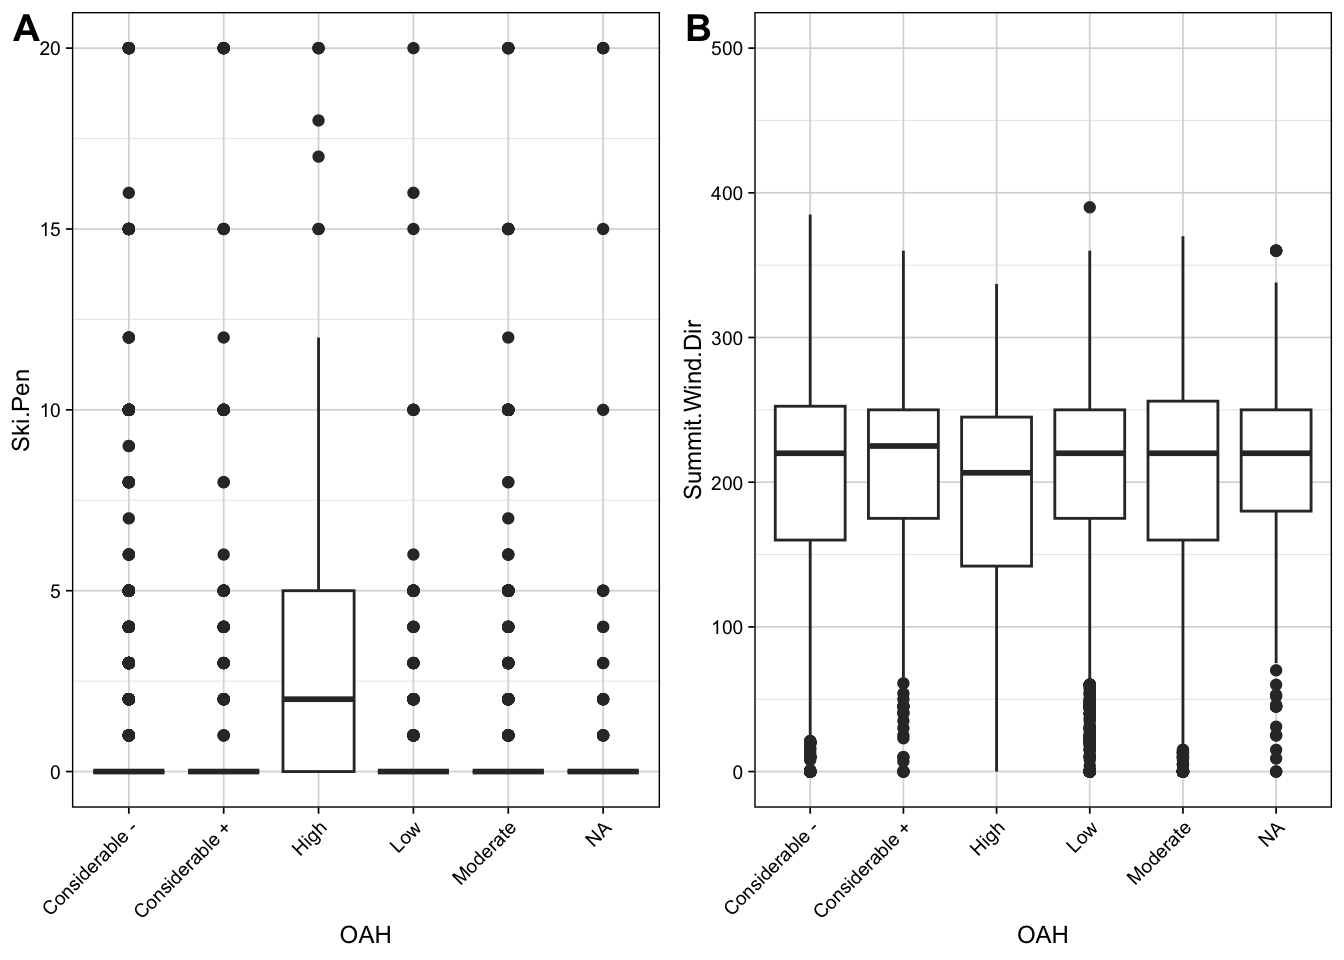 A
Ski.Pen
20
15
10
5
0
Considerable -
Considerable +
High
Low
Moderate
NA
OAH
B
Summit.Wind.Dir
500
400
300
200
100
0
Considerable -
Considerable +
High
Low
Moderate
NA
OAH